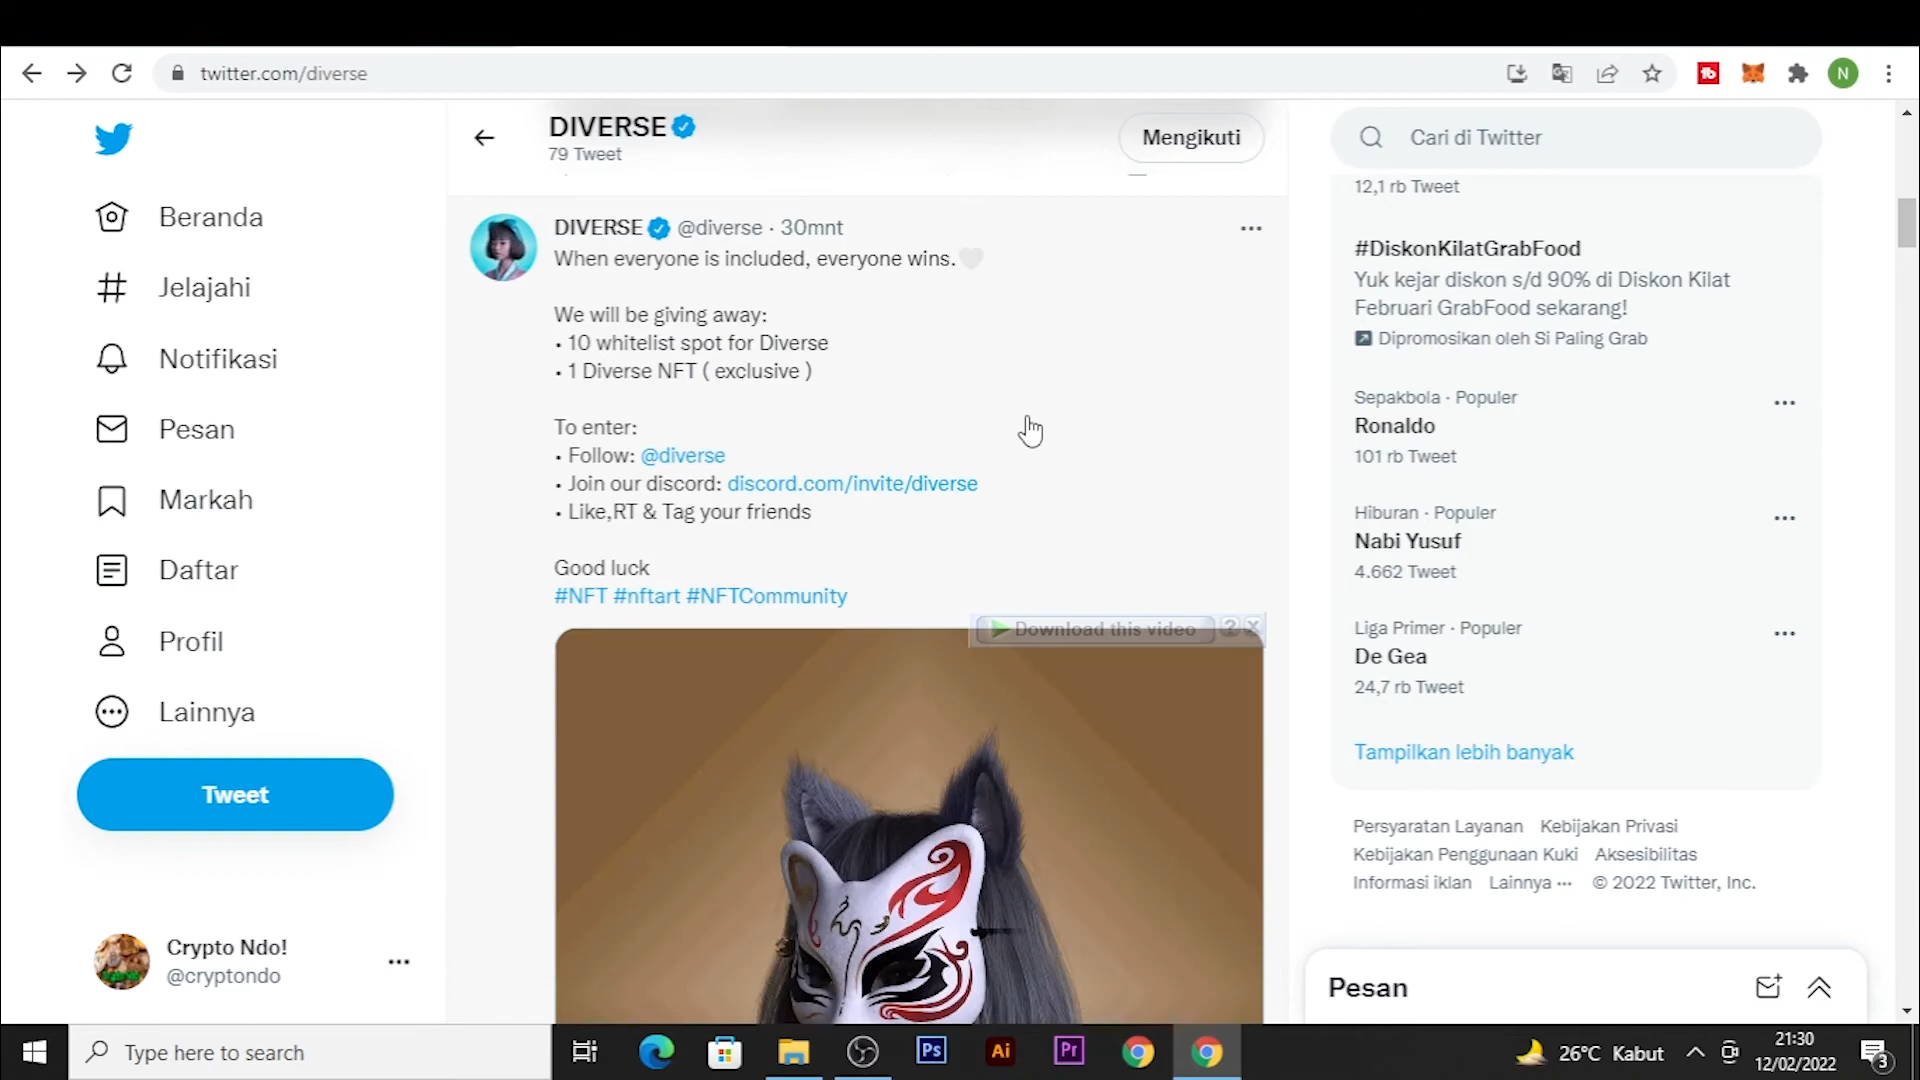 twitter.com/diverse
N
DIVERSE
79 Tweet
Mengikuti
Cari di Twitter
Beranda
Jelajahi
Notifikasi
Pesan
Markah
Daftar
Profil
Lainnya
Tweet
Crypto Ndo!
@cryptondo
DIVERSE @diverse · 30mnt
When everyone is included, everyone wins.
We will be giving away:
• 10 whitelist spot for Diverse
• 1 Diverse NFT ( exclusive )
To enter:
• Follow: @diverse
• Join our discord: discord.com/invite/diverse
• Like,RT & Tag your friends
Good luck
#NFT #nftart #NFTCommunity
Download this video ? X
12,1 rb Tweet
#DiskonKilatGrabFood
Yuk kejar diskon s/d 90% di Diskon Kilat
Februari GrabFood sekarang!
Dipromosikan oleh Si Paling Grab
Sepakbola · Populer
Ronaldo
101 rb Tweet
Hiburan · Populer
Nabi Yusuf
4.662 Tweet
Liga Primer · Populer
De Gea
24,7 rb Tweet
Tampilkan lebih banyak
Persyaratan Layanan Kebijakan Privasi
Kebijakan Penggunaan Kuki Aksesibilitas
Informasi iklan Lainnya ··· © 2022 Twitter, Inc.
Pesan
Type here to search
Ps
Ai
Pr
26°C Kabut
21:30
12/02/2022
3